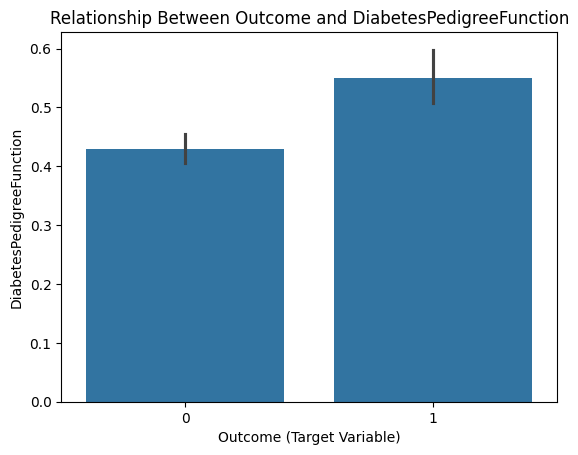 Relationship Between Outcome and DiabetesPedigreeFunction
DiabetesPedigreeFunction
0.6
0.5
0.4
0.3
0.2
0.1
0.0
0 1
Outcome (Target Variable)